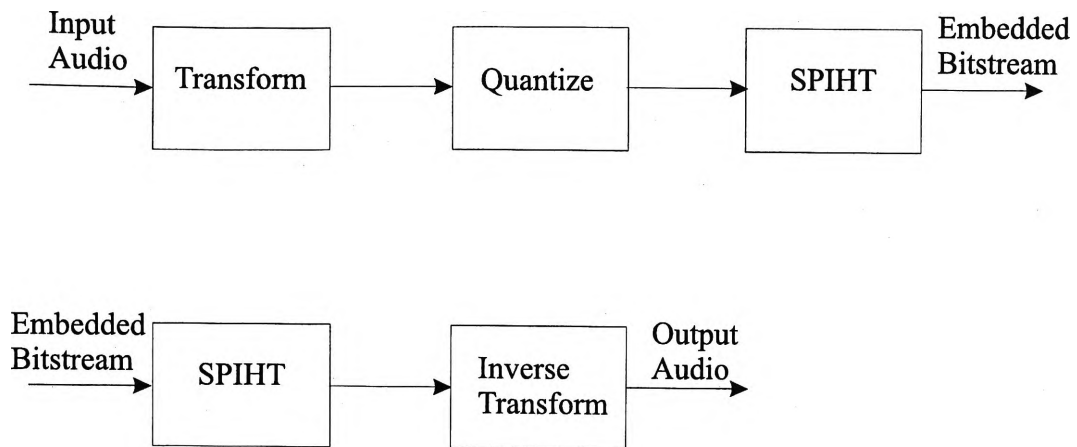 Input
Audio
Transform
Quantize
SPIHT
Embedded
Bitstream
Embedded
Bitstream
SPIHT
Inverse
Transform
Output
Audio